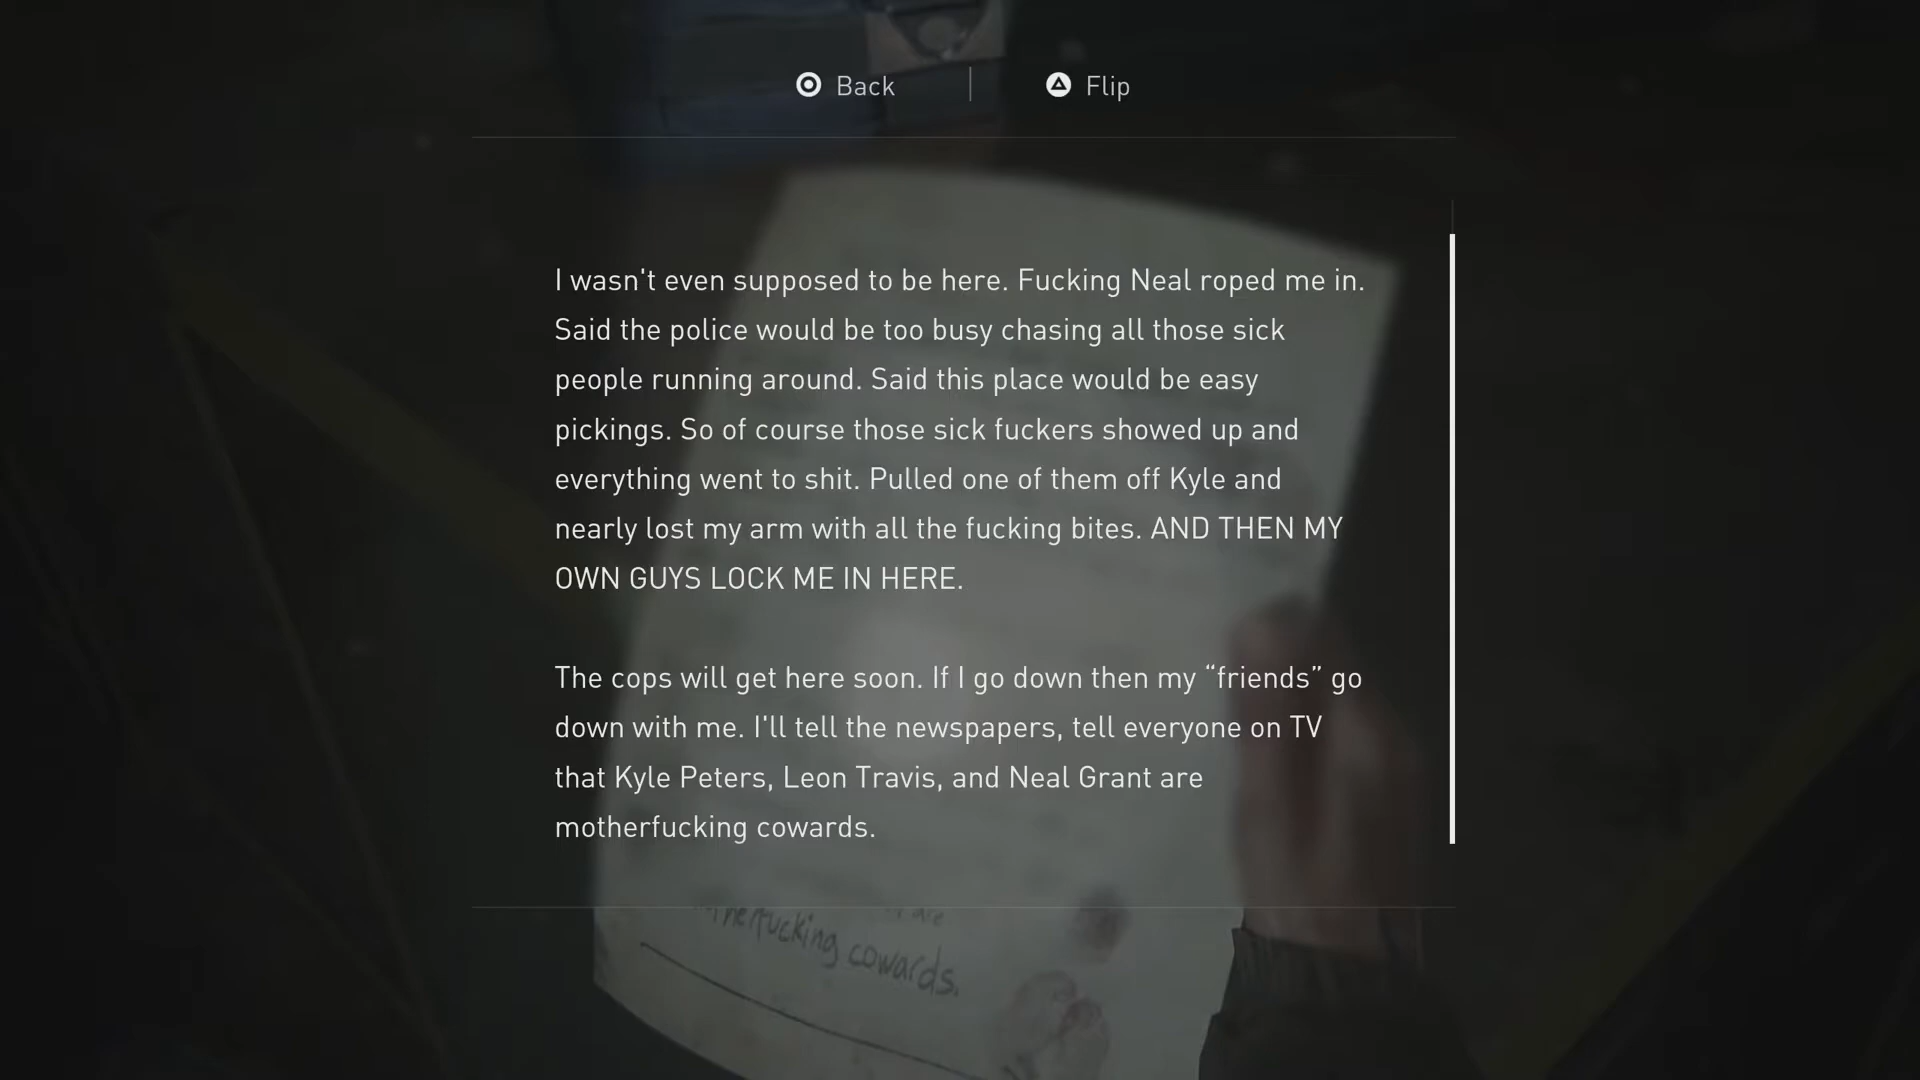 Back | Flip
I wasn't even supposed to be here. Fucking Neal roped me in.
Said the police would be too busy chasing all those sick
people running around. Said this place would be easy
pickings. So of course those sick fuckers showed up and
everything went to shit. Pulled one of them off Kyle and
nearly lost my arm with all the fucking bites. AND THEN MY
OWN GUYS LOCK ME IN HERE.
The cops will get here soon. If I go down then my “friends” go
down with me. I'll tell the newspapers, tell everyone on TV
that Kyle Peters, Leon Travis, and Neal Grant are
motherfucking cowards.
are
cowards.